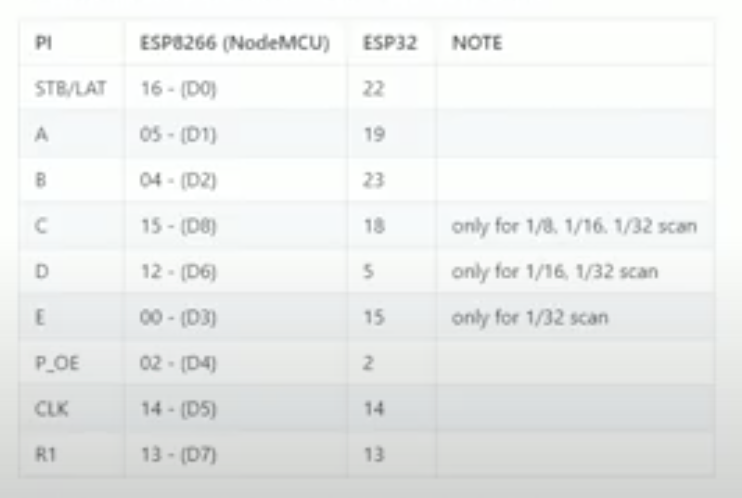 PI ESP8266 (NodeMCU) ESP32 NOTE
STB/LAT 16 - (D0) 22
A 05 - (D1) 19
B 04 - (D2) 23
C 15 - (D8) 18 only for 1/8, 1/16, 1/32 scan
D 12 - (D6) 5 only for 1/16, 1/32 scan
E 00 - (D3) 15 only for 1/32 scan
P_OE 02 - (D4) 2
CLK 14 - (D5) 14
R1 13 - (D7) 13